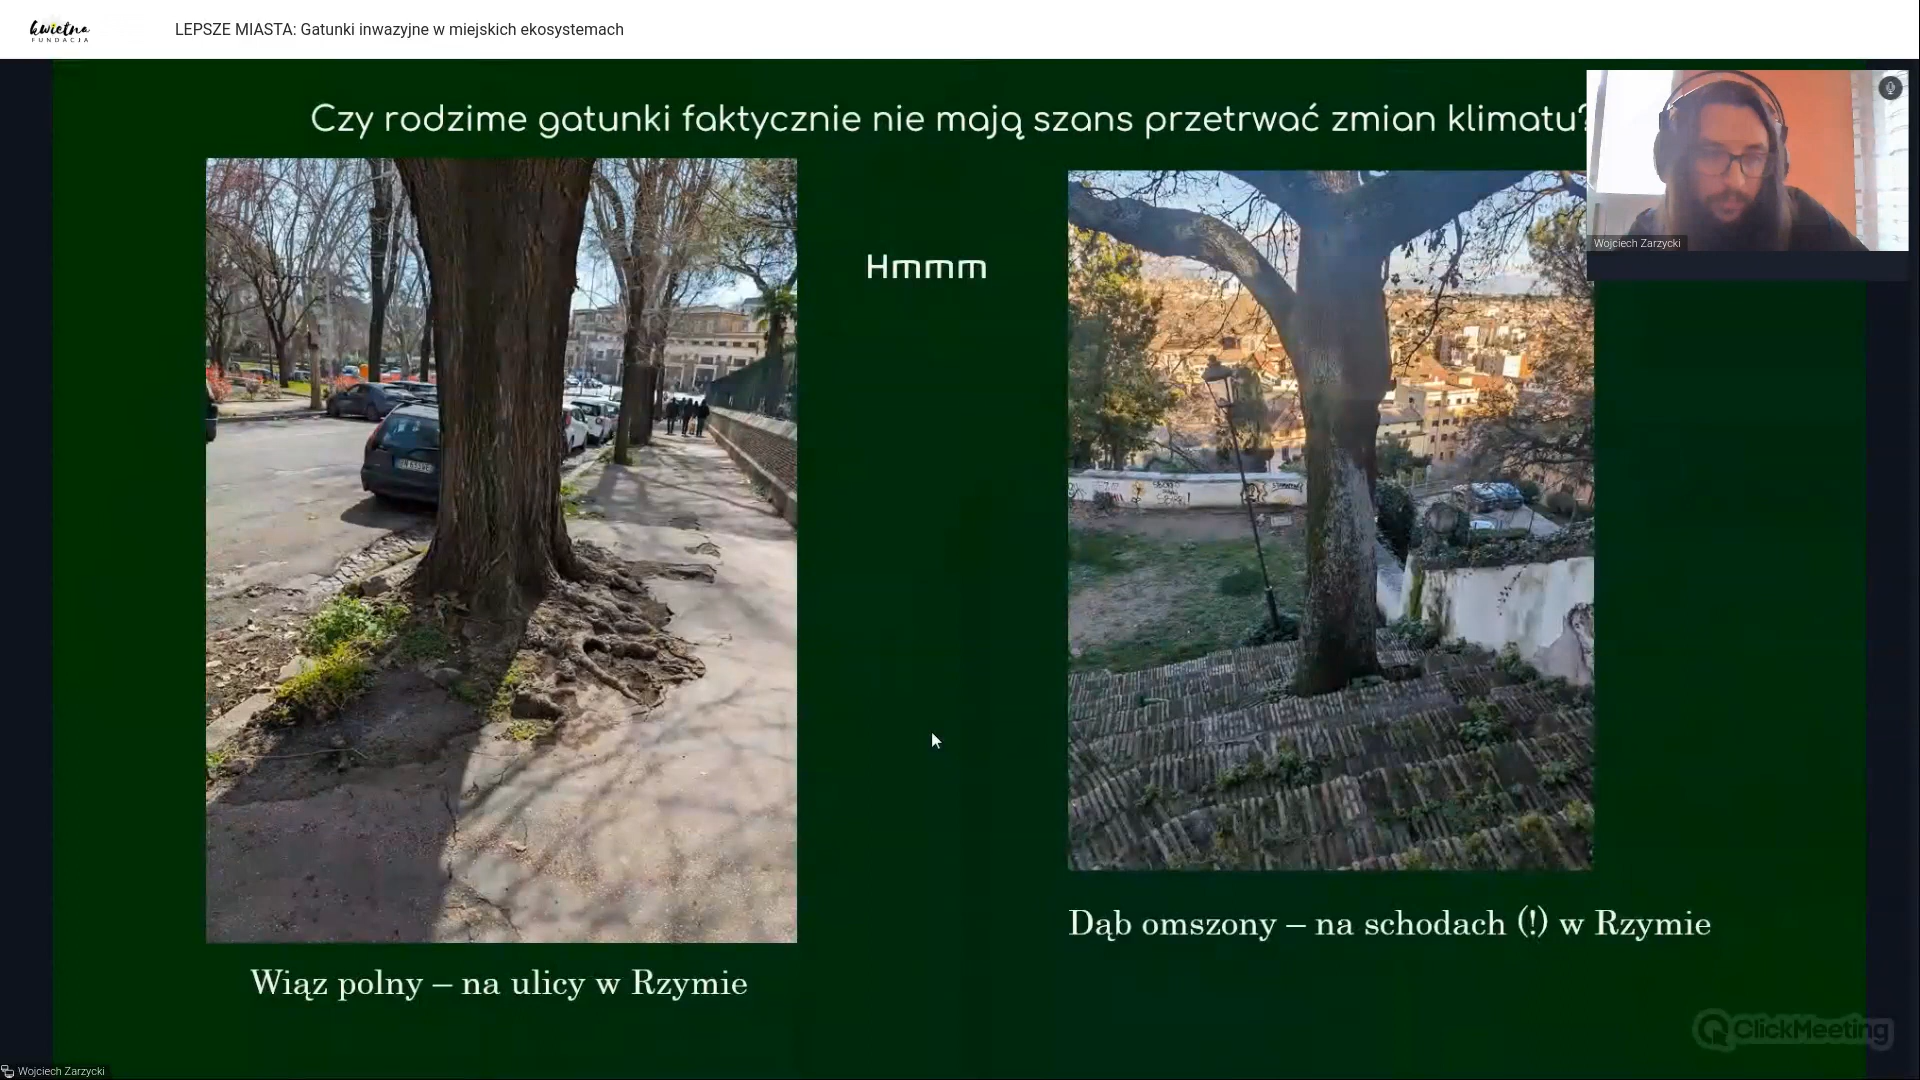 kwietna
FUNDACJA
LEPSZE MIASTA: Gatunki inwazyjne w miejskich ekosystemach
Czy rodzime gatunki faktycznie nie mają szans przetrwać zmian klimatu?
Hmmm
Wojciech Zarzycki
Dąb omszony – na schodach (!) w Rzymie
Wiąz polny – na ulicy w Rzymie
ClickMeeting
Wojciech Zarzycki